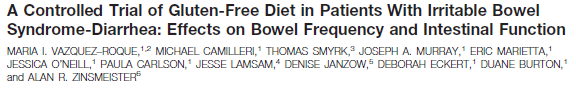 A Controlled Trial of Gluten-Free Diet in Patients With Irritable Bowel
Syndrome-Diarrhea: Effects on Bowel Frequency and Intestinal Function
MARIA I. VAZQUEZ–ROQUE,1,2 MICHAEL CAMILLERI,1 THOMAS SMYRK,3 JOSEPH A. MURRAY,1 ERIC MARIETTA,1
JESSICA O'NEILL,1 PAULA CARLSON,1 JESSE LAMSAM,4 DENISE JANZOW,5 DEBORAH ECKERT,1 DUANE BURTON,1
and ALAN R. ZINSMEISTER6